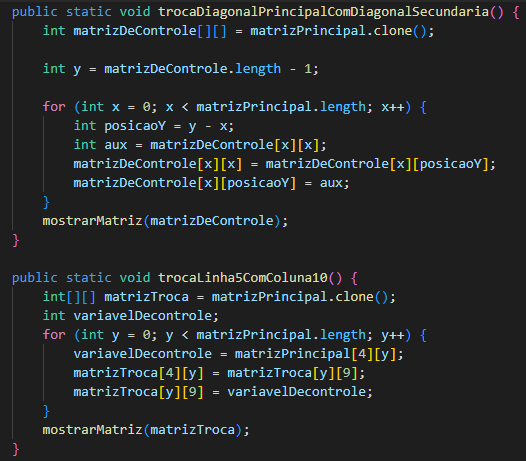 public static void trocaDiagonalPrincipalComDiagonalSecundaria() {
    int matrizDeControle[][] = matrizPrincipal.clone();

    int y = matrizDeControle.length - 1;

    for (int x = 0; x < matrizPrincipal.length; x++) {
        int posicaoY = y - x;
        int aux = matrizDeControle[x][x];
        matrizDeControle[x][x] = matrizDeControle[x][posicaoY];
        matrizDeControle[x][posicaoY] = aux;
    }
    mostrarMatriz(matrizDeControle);
}

public static void trocaLinha5ComColuna10() {
    int[][] matrizTroca = matrizPrincipal.clone();
    int variavelDecontrole;
    for (int y = 0; y < matrizPrincipal.length; y++) {
        variavelDecontrole = matrizPrincipal[4][y];
        matrizTroca[4][y] = matrizTroca[y][9];
        matrizTroca[y][9] = variavelDecontrole;
    }
    mostrarMatriz(matrizTroca);
}